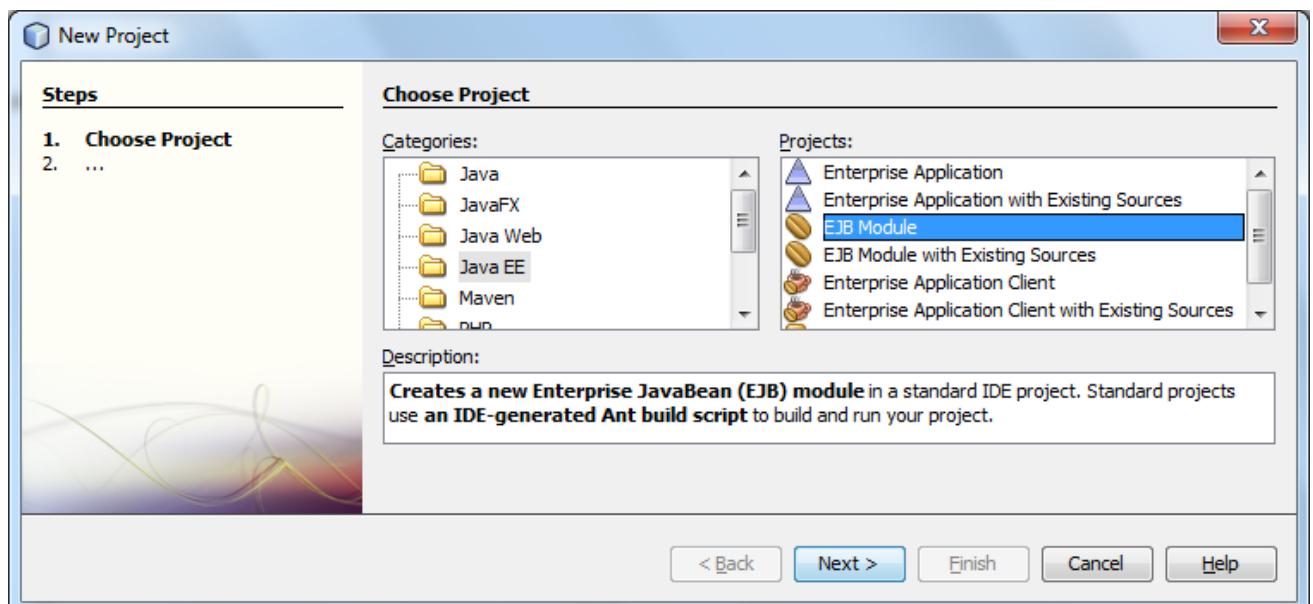 New Project
Steps
1. Choose Project
2. ...
Choose Project
Categories:
Java
JavaFX
Java Web
Java EE
Maven
PHP
Projects:
Enterprise Application
Enterprise Application with Existing Sources
EJB Module
EJB Module with Existing Sources
Enterprise Application Client
Enterprise Application Client with Existing Sources
Description:
Creates a new Enterprise JavaBean (EJB) module in a standard IDE project. Standard projects
use an IDE-generated Ant build script to build and run your project.
< Back
Next >
Finish
Cancel
Help